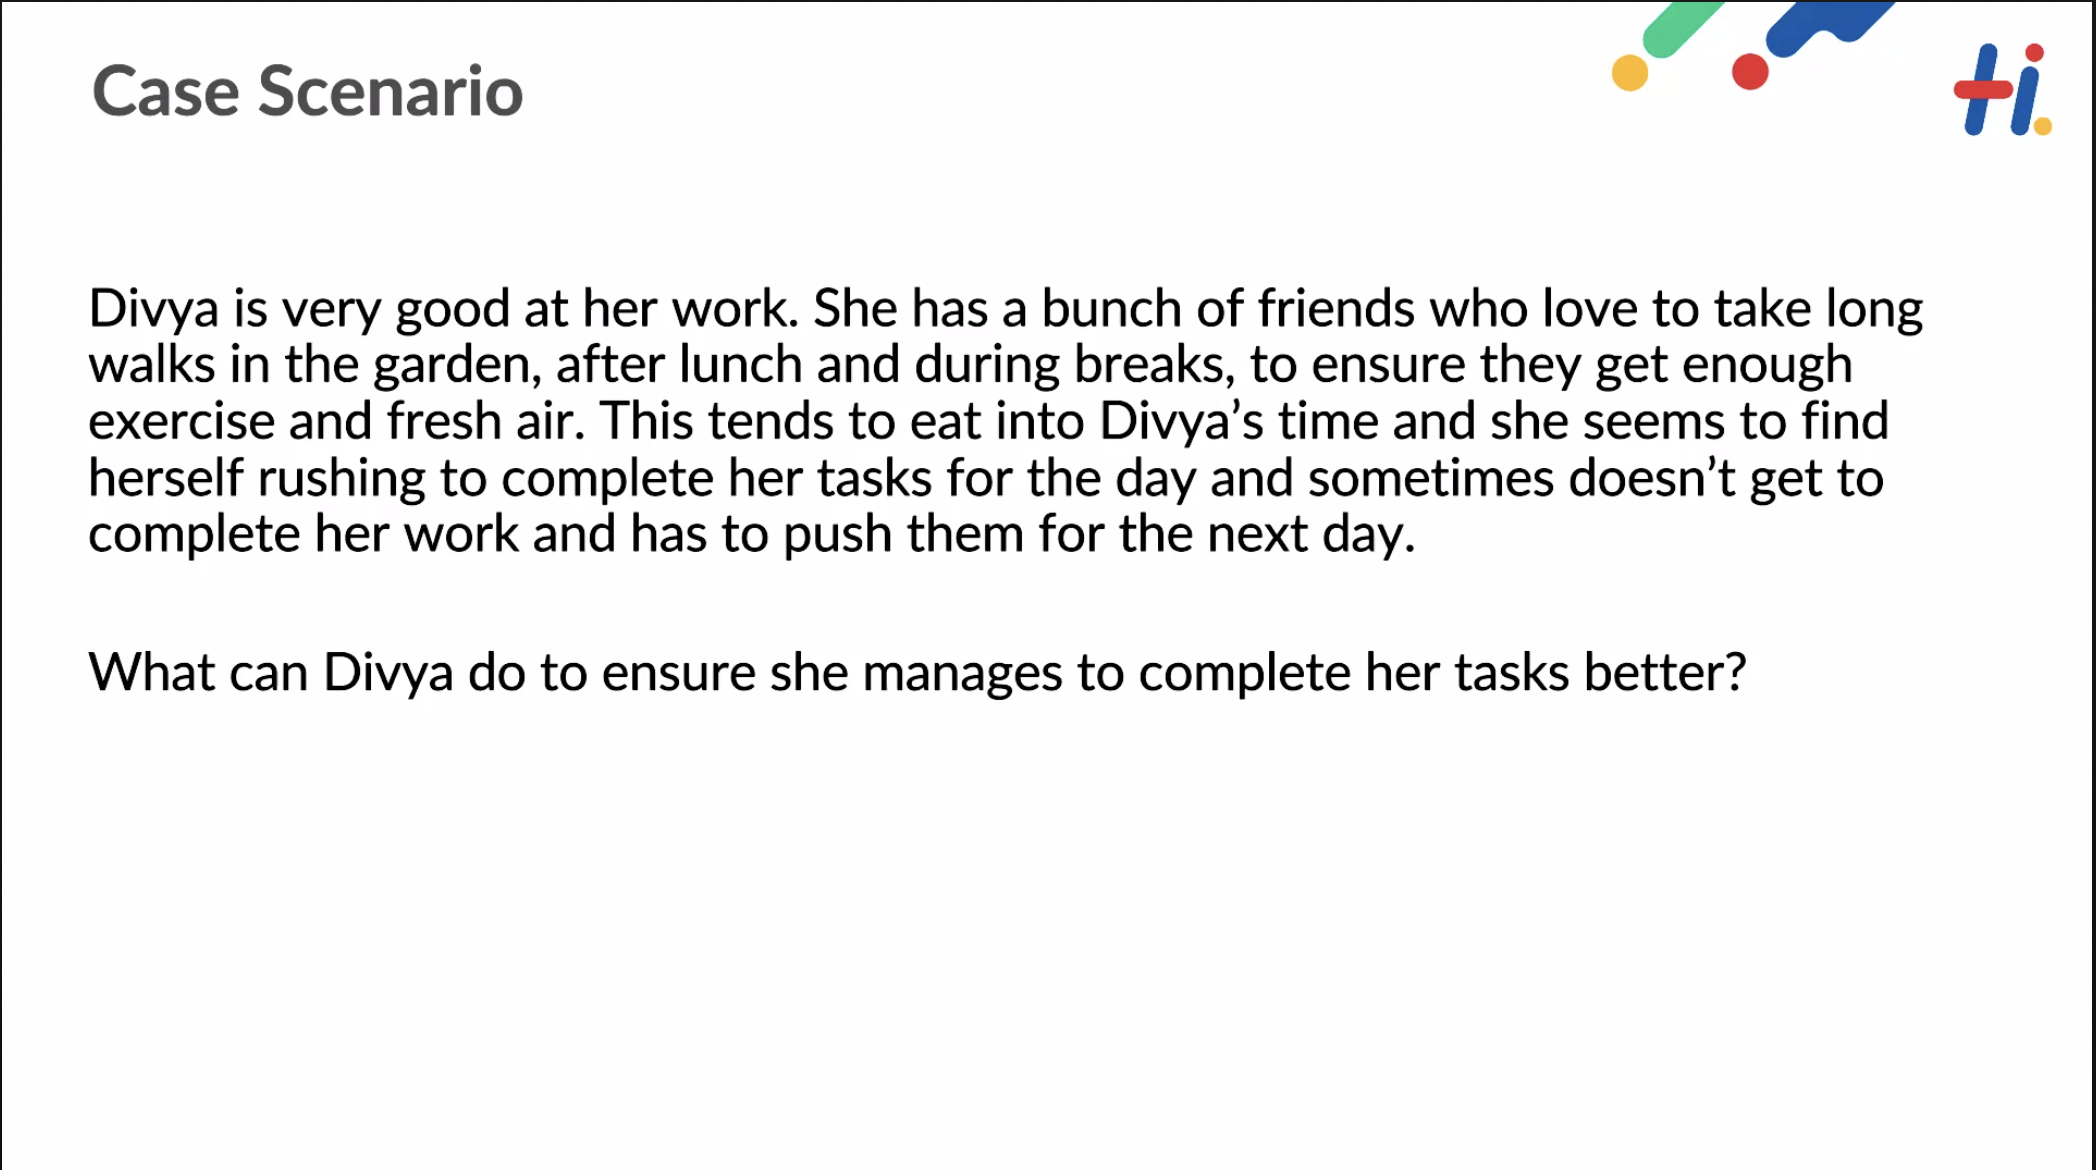 Case Scenario
Hi.
Divya is very good at her work. She has a bunch of friends who love to take long
walks in the garden, after lunch and during breaks, to ensure they get enough
exercise and fresh air. This tends to eat into Divya’s time and she seems to find
herself rushing to complete her tasks for the day and sometimes doesn’t get to
complete her work and has to push them for the next day.
What can Divya do to ensure she manages to complete her tasks better?